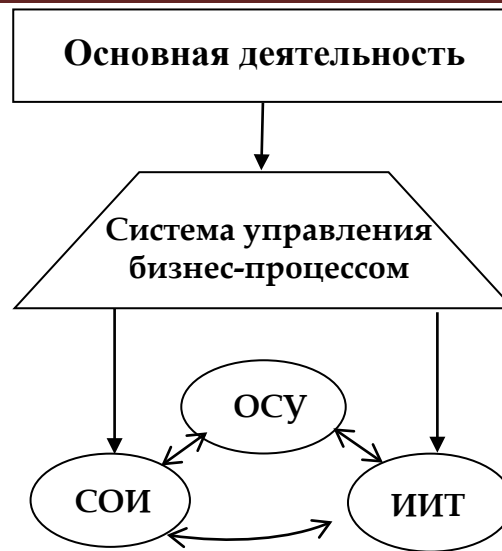 Основная деятельность
Система управления
бизнес-процессом
ОСУ
СОИ
ИИТ